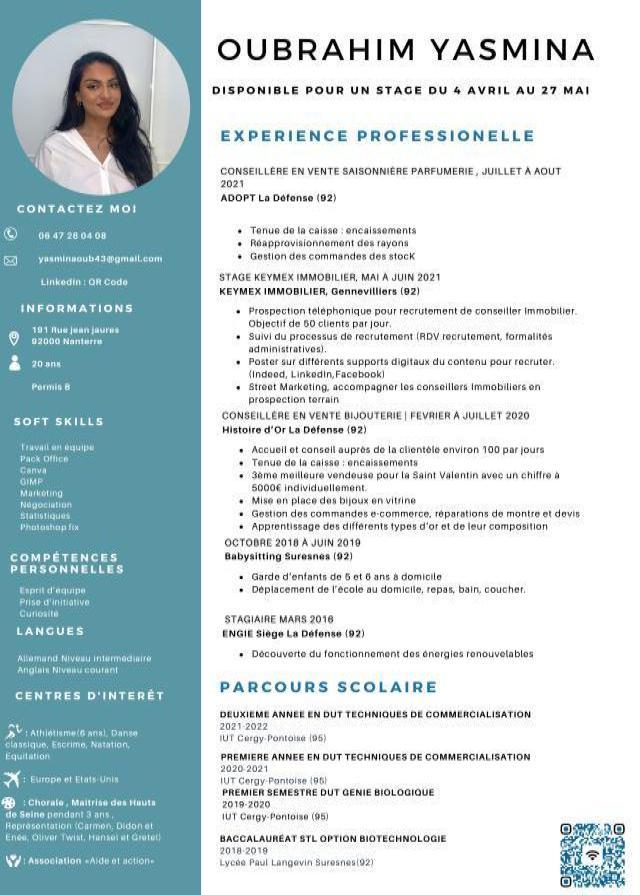 OUBRAHIM YASMINA
DISPONIBLE POUR UN STAGE DU 4 AVRIL AU 27 MAI
CONTACTEZ MOI
06 47 28 04 08
yasminaoub43@gmail.com
LinkedIn : QR Code
INFORMATIONS
191 Rue jean jaures
92000 Nanterre
20 ans
Permis B
SOFT SKILLS
Travail en équipe
Pack Office
Canva
GIMP
Marketing
Négociation
Statistiques
Photoshop fix
COMPÉTENCES
PERSONNELLES
Esprit d'équipe
Prise d'initiative
Curiosité
LANGUES
Allemand Niveau intermédiaire
Anglais Niveau courant
CENTRES D'INTERÊT
: Athlétisme(6 ans), Danse
classique, Escrime, Natation,
Equitation
: Europe et Etats-Unis
: Chorale , Maitrise des Hauts
de Seine pendant 3 ans ,
Représentation (Carmen, Didon et
Enée, Oliver Twist, Hansel et Gretel)
: Association «Aide et action»
EXPERIENCE PROFESSIONELLE
CONSEILLÈRE EN VENTE SAISONNIÈRE PARFUMERIE , JUILLET À AOUT
2021
ADOPT La Défense (92)
• Tenue de la caisse : encaissements
• Réapprovisionnement des rayons
• Gestion des commandes des stocK
STAGE KEYMEX IMMOBILIER, MAI À JUIN 2021
KEYMEX IMMOBILIER, Gennevilliers (92)
• Prospection téléphonique pour recrutement de conseiller Immobilier.
Objectif de 50 clients par jour.
• Suivi du processus de recrutement (RDV recrutement, formalités
administratives).
• Poster sur différents supports digitaux du contenu pour recruter.
(Indeed, LinkedIn,Facebook)
• Street Marketing, accompagner les conseillers Immobiliers en
prospection terrain
CONSEILLÈRE EN VENTE BIJOUTERIE | FEVRIER À JUILLET 2020
Histoire d'Or La Défense (92)
• Accueil et conseil auprès de la clientèle environ 100 par jours
• Tenue de la caisse : encaissements
• 3ème meilleure vendeuse pour la Saint Valentin avec un chiffre à
5000€ individuellement.
• Mise en place des bijoux en vitrine
• Gestion des commandes e-commerce, réparations de montre et devis
• Apprentissage des différents types d'or et de leur composition
OCTOBRE 2018 À JUIN 2019
Babysitting Suresnes (92)
• Garde d'enfants de 5 et 6 ans à domicile
• Déplacement de l'école au domicile, repas, bain, coucher.
STAGIAIRE MARS 2016
ENGIE Siège La Défense (92)
• Découverte du fonctionnement des énergies renouvelables
PARCOURS SCOLAIRE
DEUXIEME ANNEE EN DUT TECHNIQUES DE COMMERCIALISATION
2021-2022
IUT Cergy-Pontoise (95)
PREMIERE ANNEE EN DUT TECHNIQUES DE COMMERCIALISATION
2020-2021
IUT Cergy-Pontoise (95)
PREMIER SEMESTRE DUT GENIE BIOLOGIQUE
2019-2020
IUT Cergy-Pontoise (95)
BACCALAURÉAT STL OPTION BIOTECHNOLOGIE
2018-2019
Lycée Paul Langevin Suresnes(92)